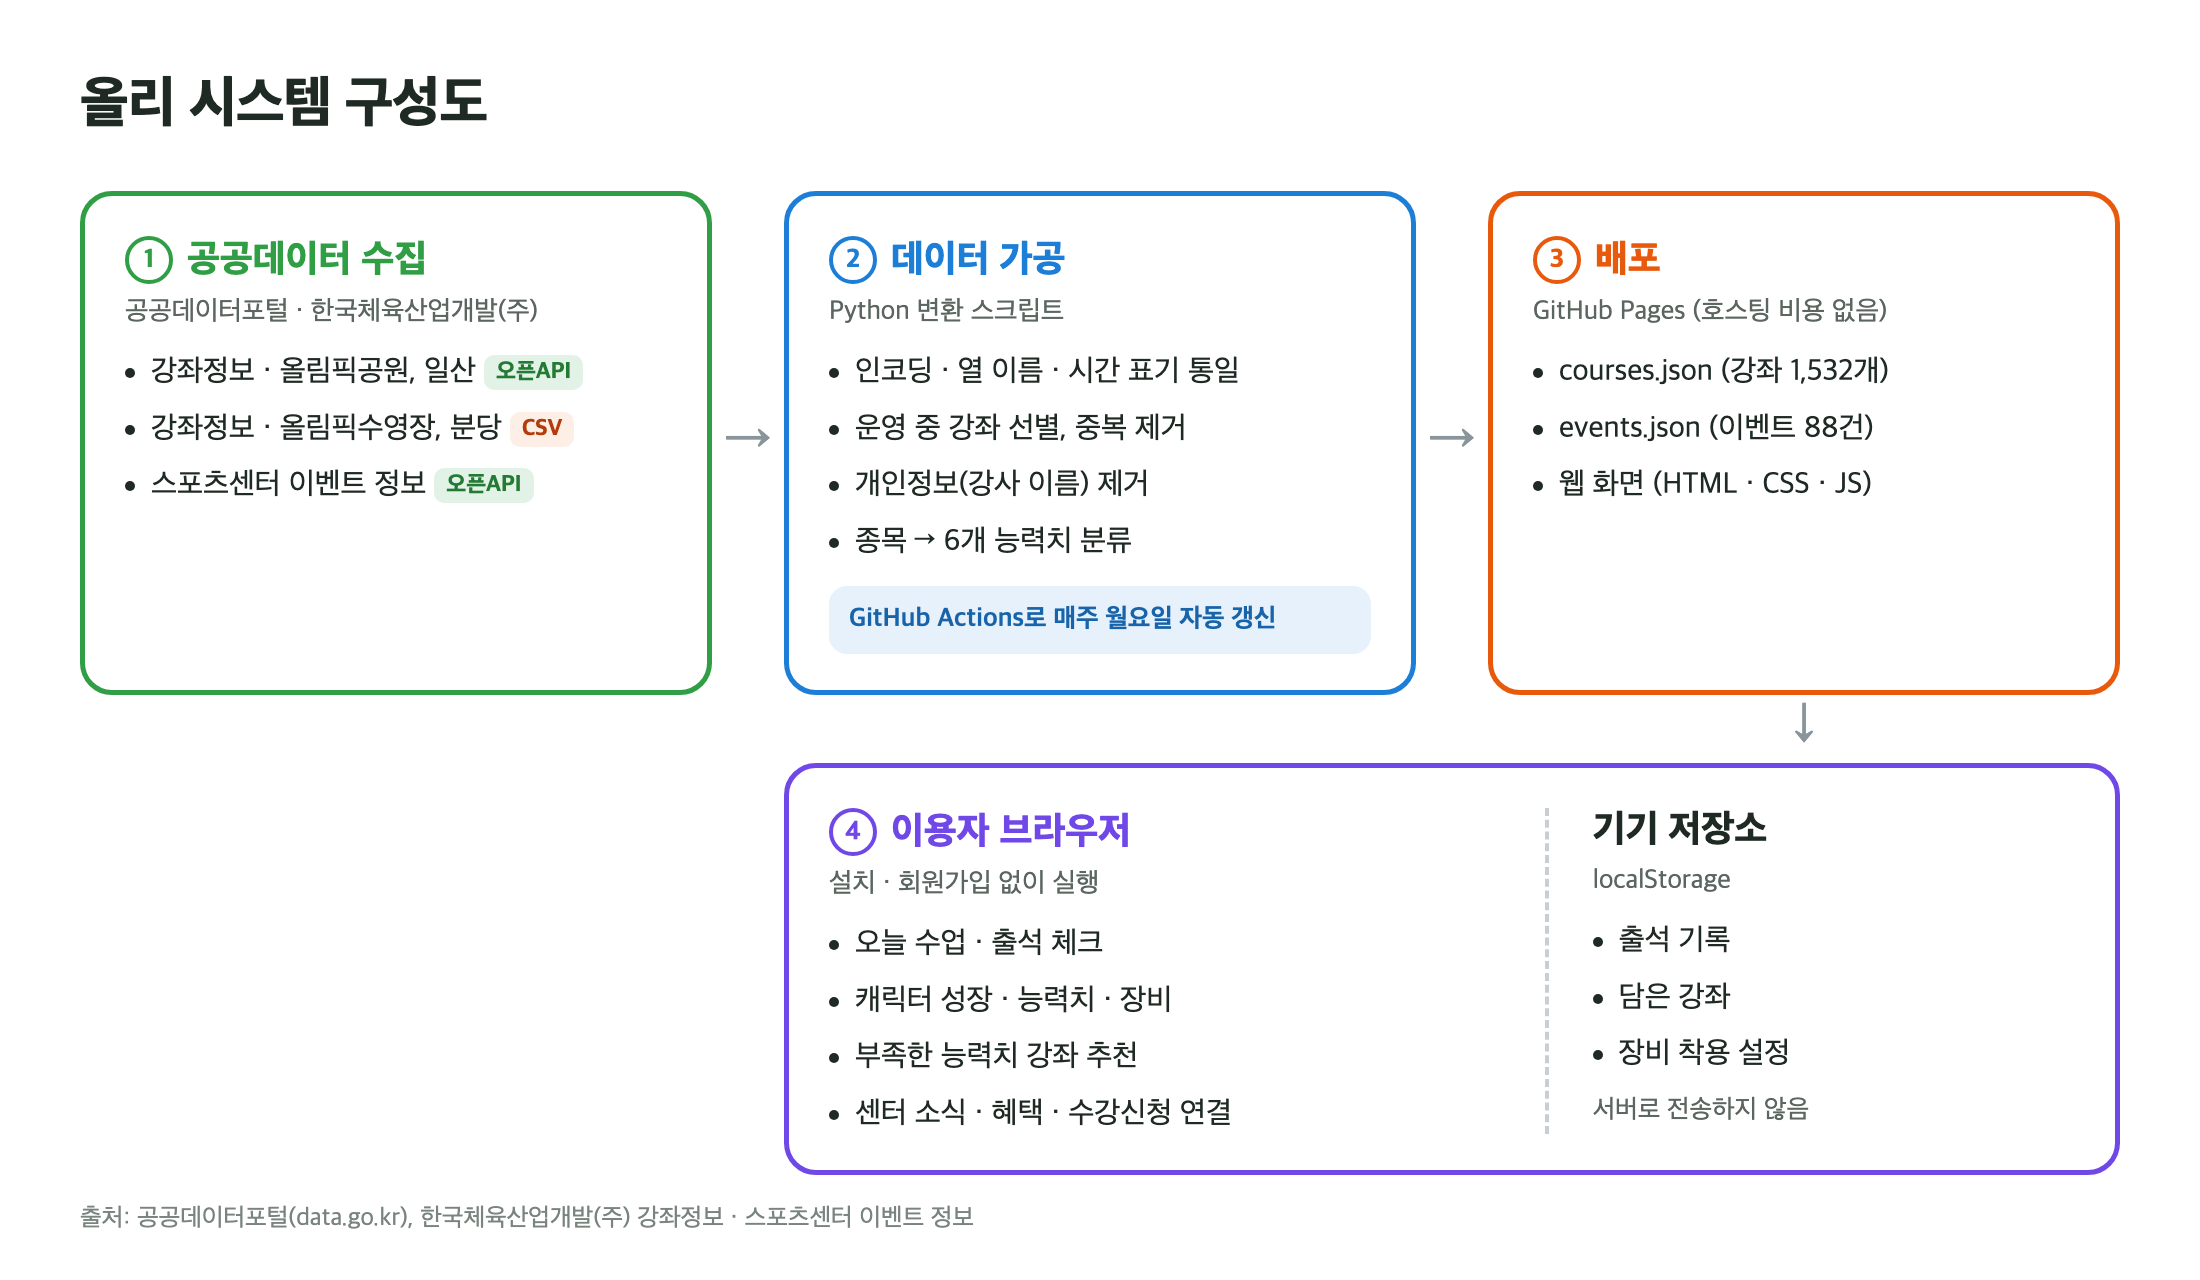 올리 시스템 구성도
1 공공데이터 수집
공공데이터포털 · 한국체육산업개발(주)
• 강좌정보 · 올림픽공원, 일산 오픈API
• 강좌정보 · 올림픽수영장, 분당 CSV
• 스포츠센터 이벤트 정보 오픈API
→
2 데이터 가공
Python 변환 스크립트
• 인코딩 · 열 이름 · 시간 표기 통일
• 운영 중 강좌 선별, 중복 제거
• 개인정보(강사 이름) 제거
• 종목 → 6개 능력치 분류
GitHub Actions로 매주 월요일 자동 갱신
→
3 배포
GitHub Pages (호스팅 비용 없음)
• courses.json (강좌 1,532개)
• events.json (이벤트 88건)
• 웹 화면 (HTML · CSS · JS)
↓
4 이용자 브라우저
설치 · 회원가입 없이 실행
• 오늘 수업 · 출석 체크
• 캐릭터 성장 · 능력치 · 장비
• 부족한 능력치 강좌 추천
• 센터 소식 · 혜택 · 수강신청 연결
기기 저장소
localStorage
• 출석 기록
• 담은 강좌
• 장비 착용 설정
서버로 전송하지 않음
출처: 공공데이터포털(data.go.kr), 한국체육산업개발(주) 강좌정보 · 스포츠센터 이벤트 정보